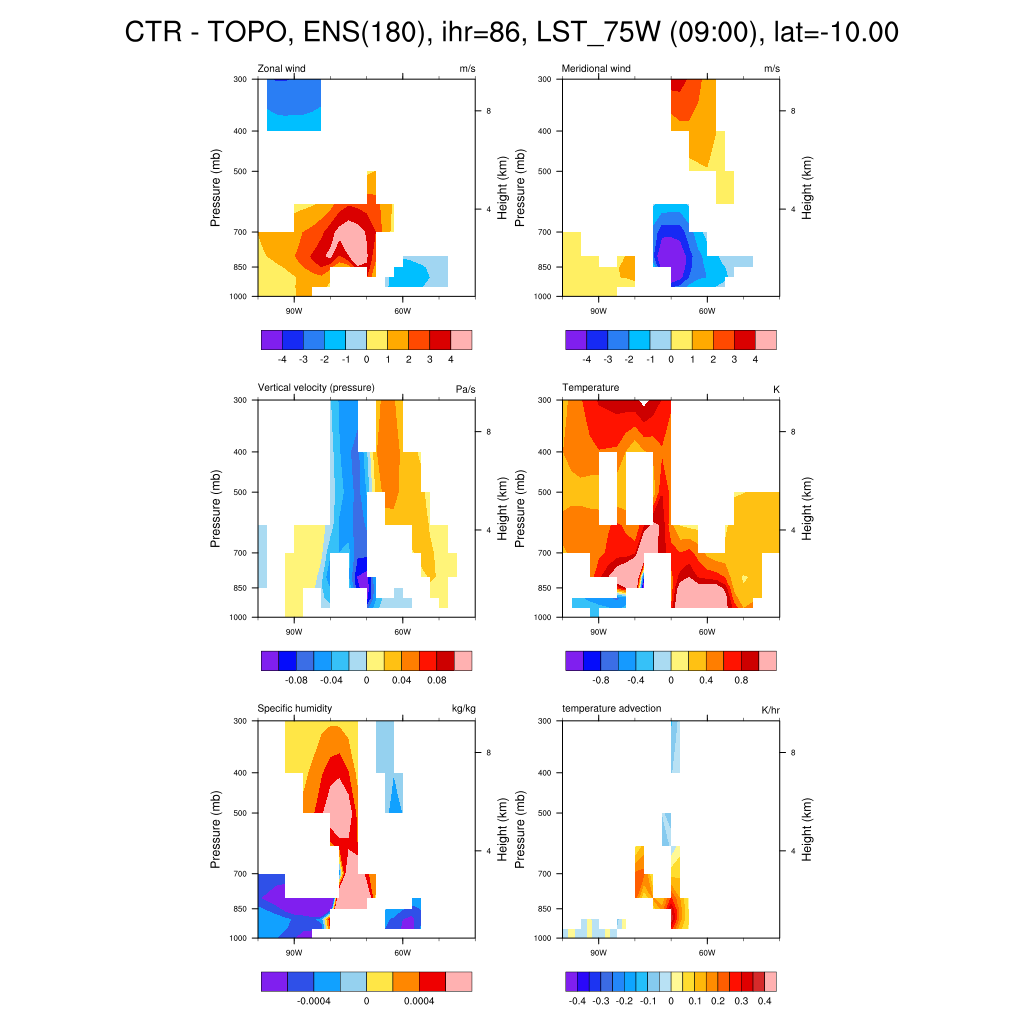 CTR - TOPO, ENS(180), ihr=86, LST_75W (09:00), lat=-10.00
Zonal wind m/s
300
400
500
700
850
1000
Pressure (mb)
8
4
Height (km)
90W 60W
-4 -3 -2 -1 0 1 2 3 4
Meridional wind m/s
300
400
500
700
850
1000
Pressure (mb)
8
4
Height (km)
90W 60W
-4 -3 -2 -1 0 1 2 3 4
Vertical velocity (pressure) Pa/s
300
400
500
700
850
1000
Pressure (mb)
8
4
Height (km)
90W 60W
-0.08 -0.04 0 0.04 0.08
Temperature K
300
400
500
700
850
1000
Pressure (mb)
8
4
Height (km)
90W 60W
-0.8 -0.4 0 0.4 0.8
Specific humidity kg/kg
300
400
500
700
850
1000
Pressure (mb)
8
4
Height (km)
90W 60W
-0.0004 0 0.0004
temperature advection K/hr
300
400
500
700
850
1000
Pressure (mb)
8
4
Height (km)
90W 60W
-0.4 -0.3 -0.2 -0.1 0 0.1 0.2 0.3 0.4